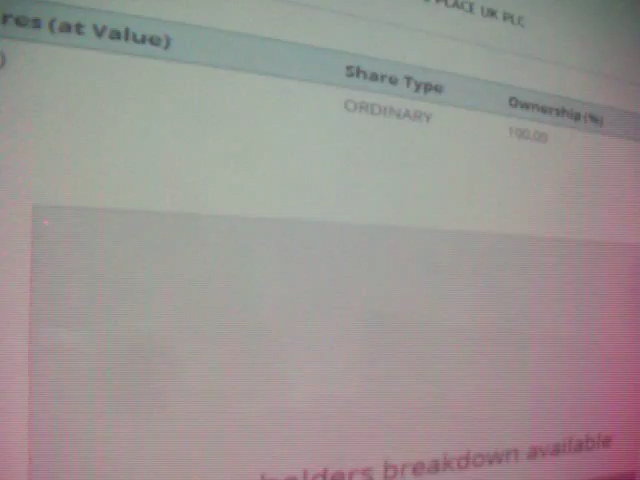 PLACE UK PLC
res (at Value) Share Type Ownership (%)
) ORDINARY 100.00
holders breakdown available